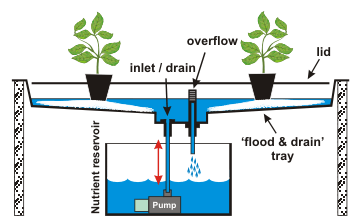 overflow
inlet / drain
lid
'flood & drain'
tray
Nutrient reservoir
Pump